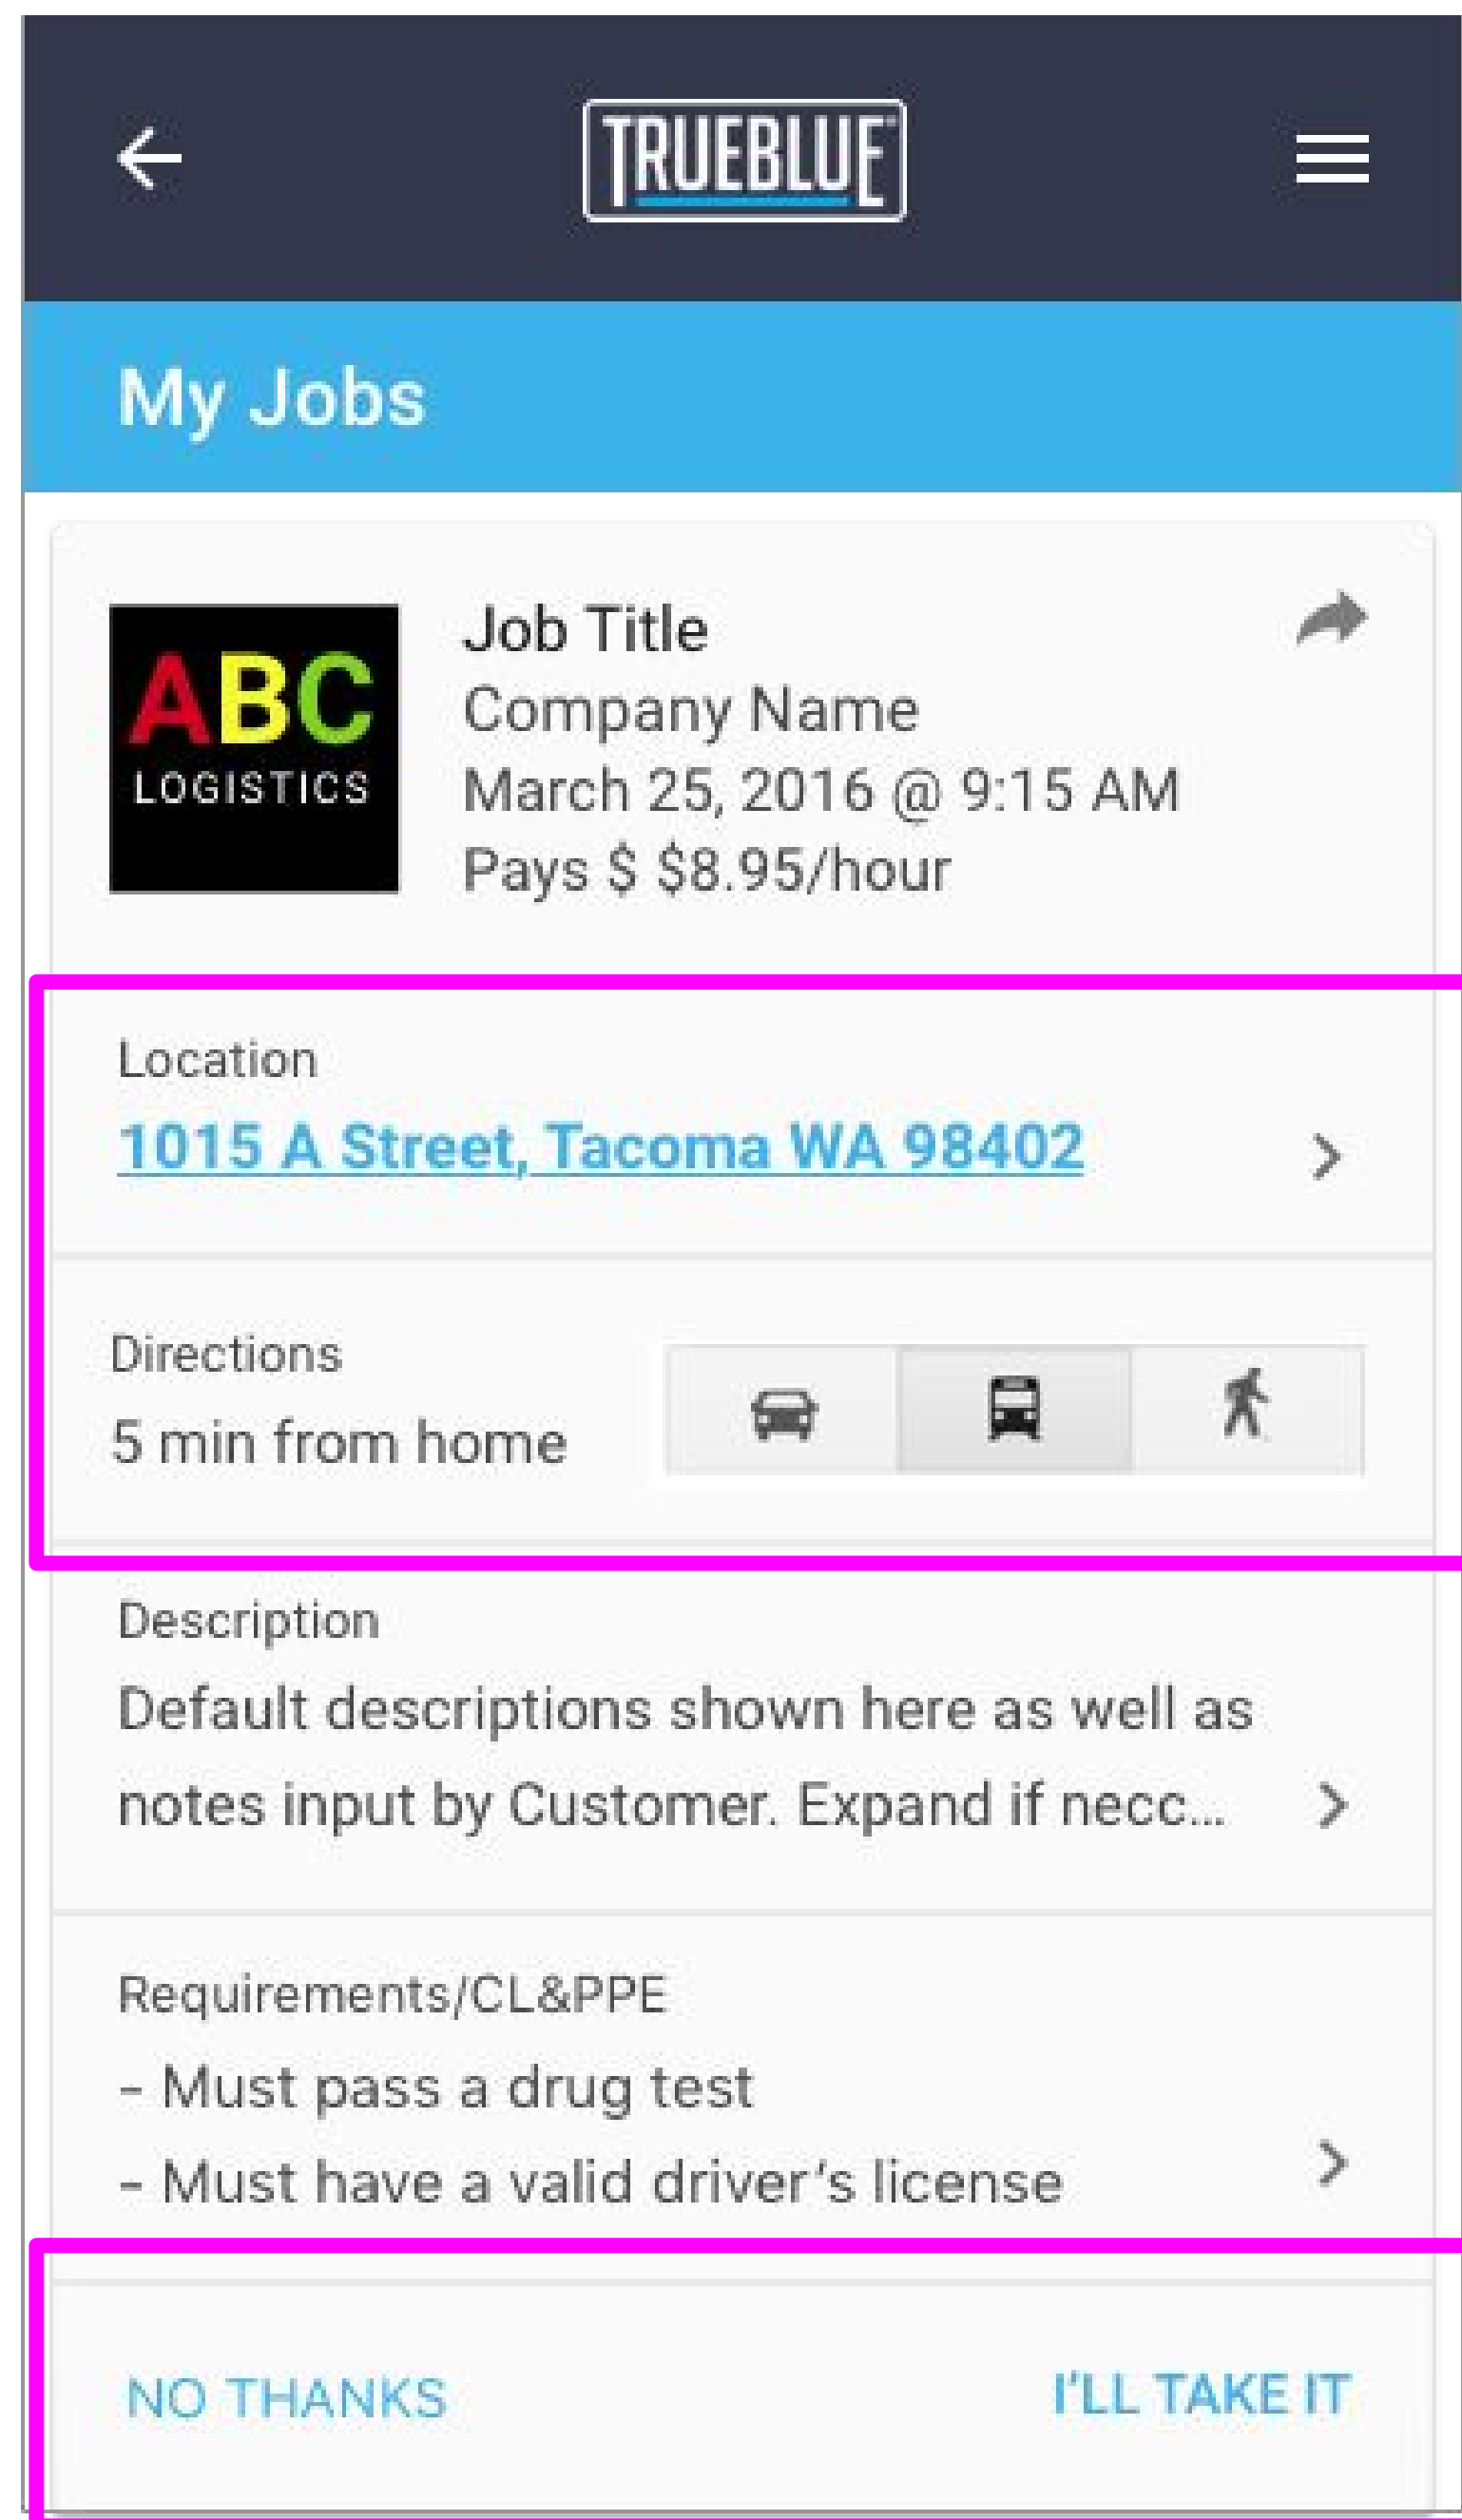 TRUEBLUE
My Jobs
ABC
LOGISTICS
Job Title
Company Name
March 25, 2016 @ 9:15 AM
Pays $ $8.95/hour
Location
1015 A Street, Tacoma WA 98402
Directions
5 min from home
Description
Default descriptions shown here as well as
notes input by Customer. Expand if necc...
Requirements/CL&PPE
- Must pass a drug test
- Must have a valid driver's license
NO THANKS
I'LL TAKE IT